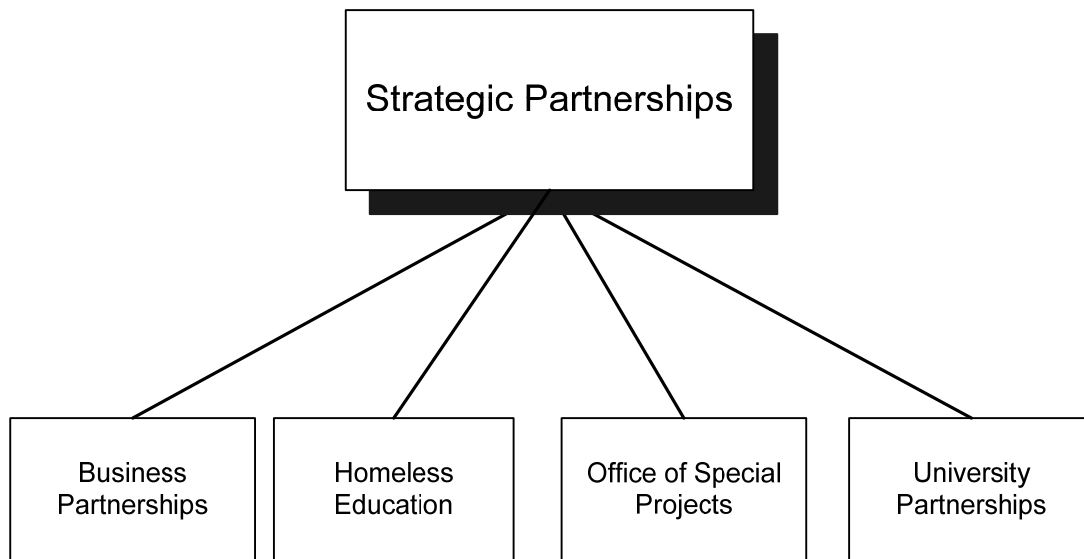 Strategic Partnerships
Business
Partnerships
Homeless
Education
Office of Special
Projects
University
Partnerships